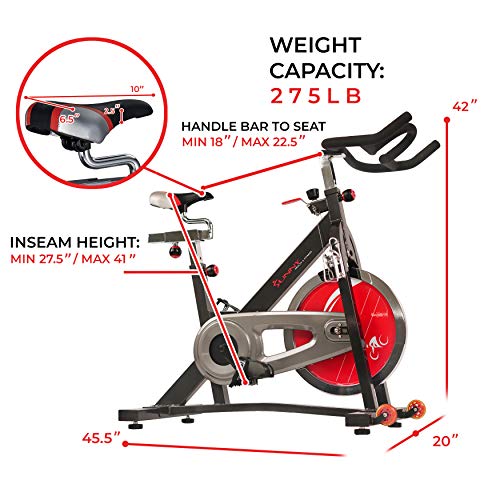 WEIGHT
CAPACITY:
275LB
10"
6.5"
2.5"
42"
HANDLE BAR TO SEAT
MIN 18" / MAX 22.5"
INSEAM HEIGHT:
MIN 27.5" / MAX 41"
SUNNY
45.5"
20"